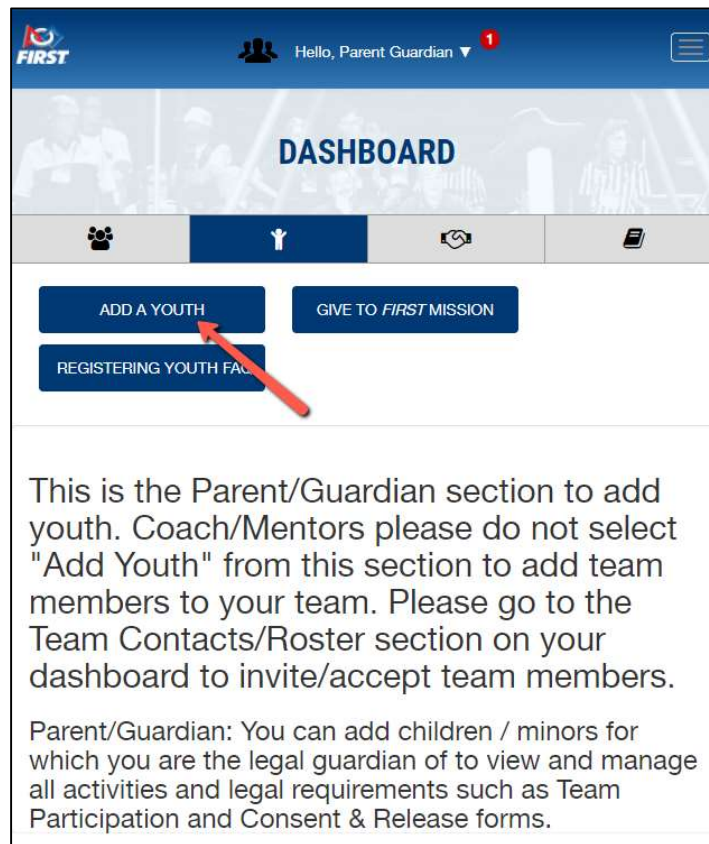 FIRST
Hello, Parent Guardian ▼ 1
DASHBOARD
ADD A YOUTH
GIVE TO FIRST MISSION
REGISTERING YOUTH FAQ
This is the Parent/Guardian section to add
youth. Coach/Mentors please do not select
"Add Youth" from this section to add team
members to your team. Please go to the
Team Contacts/Roster section on your
dashboard to invite/accept team members.
Parent/Guardian: You can add children / minors for
which you are the legal guardian of to view and manage
all activities and legal requirements such as Team
Participation and Consent & Release forms.